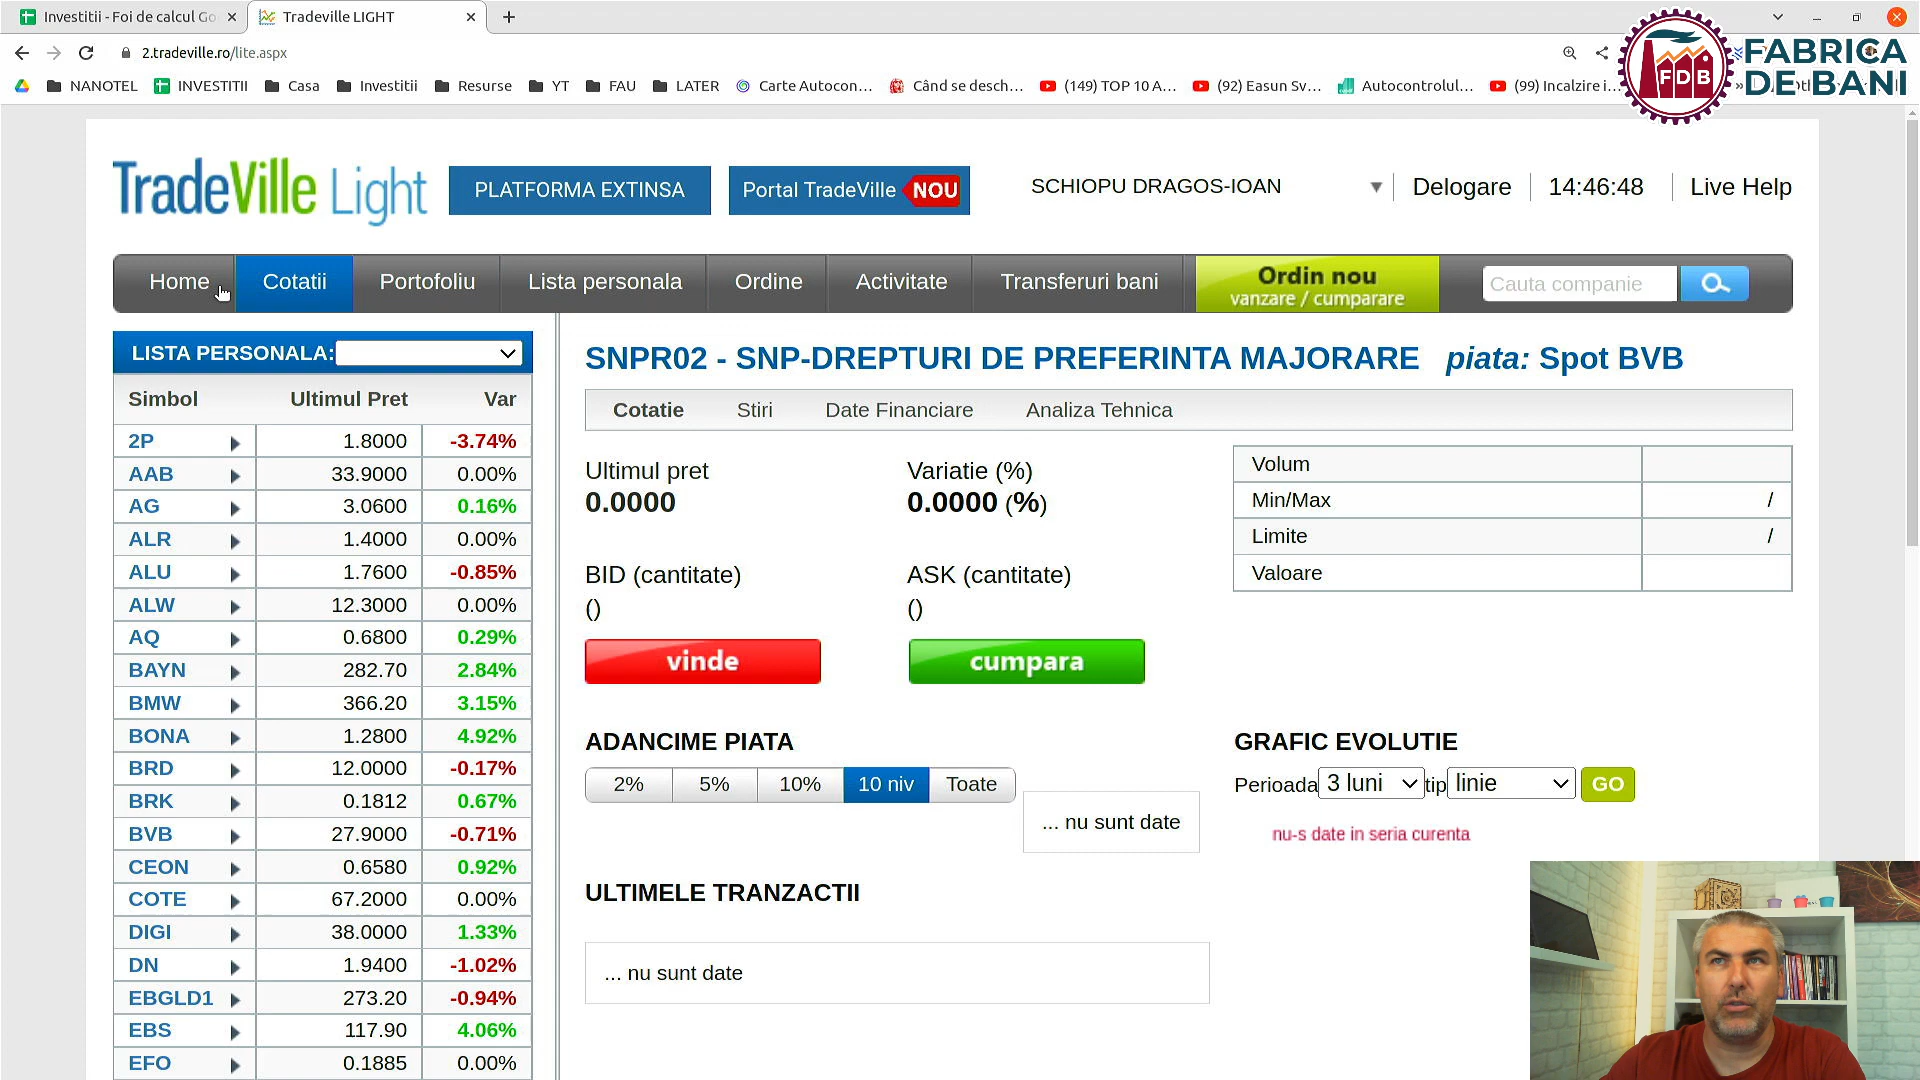 Investitii - Foi de calcul Go
Tradeville LIGHT
2.tradeville.ro/lite.aspx
NANOTEL
INVESTITII
Casa
Investitii
Resurse
YT
FAU
LATER
Carte Autocon...
Când se desch...
(149) TOP 10 A...
(92) Easun Sv...
Autocontrolul...
(99) Incalzire i...
FDB
FABRICA
DE BANI
TradeVille Light
PLATFORMA EXTINSA
Portal TradeVille NOU
SCHIOPU DRAGOS-IOAN
Delogare
14:46:48
Live Help
Home
Cotatii
Portofoliu
Lista personala
Ordine
Activitate
Transferuri bani
Ordin nou
vanzare / cumparare
Cauta companie
LISTA PERSONALA:
Simbol Ultimul Pret Var
2P 1.8000 -3.74%
AAB 33.9000 0.00%
AG 3.0600 0.16%
ALR 1.4000 0.00%
ALU 1.7600 -0.85%
ALW 12.3000 0.00%
AQ 0.6800 0.29%
BAYN 282.70 2.84%
BMW 366.20 3.15%
BONA 1.2800 4.92%
BRD 12.0000 -0.17%
BRK 0.1812 0.67%
BVB 27.9000 -0.71%
CEON 0.6580 0.92%
COTE 67.2000 0.00%
DIGI 38.0000 1.33%
DN 1.9400 -1.02%
EBGLD1 273.20 -0.94%
EBS 117.90 4.06%
EFO 0.1885 0.00%
SNPR02 - SNP-DREPTURI DE PREFERINTA MAJORARE piata: Spot BVB
Cotatie
Stiri
Date Financiare
Analiza Tehnica
Ultimul pret
0.0000
Variatie (%)
0.0000 (%)
BID (cantitate)
()
ASK (cantitate)
()
vinde
cumpara
Volum
Min/Max /
Limite /
Valoare
ADANCIME PIATA
2%
5%
10%
10 niv
Toate
... nu sunt date
GRAFIC EVOLUTIE
Perioada 3 luni tip linie GO
nu-s date in seria curenta
ULTIMELE TRANZACTII
... nu sunt date